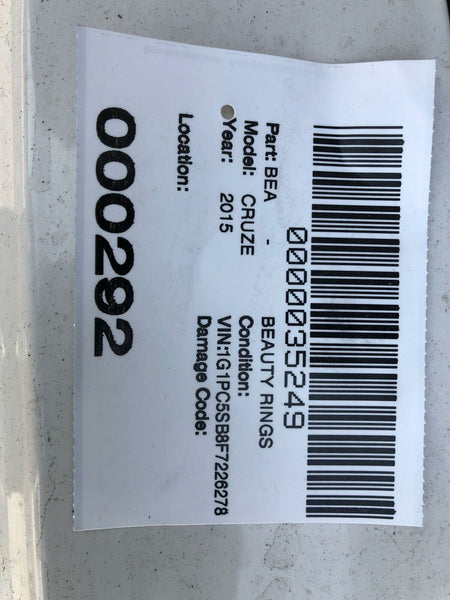 0000035249
Part: BEA - BEAUTY RINGS
Model: CRUZE Condition:
Year: 2015 VIN:1G1PC5SB8F7226278
Damage Code:
Location:
000292